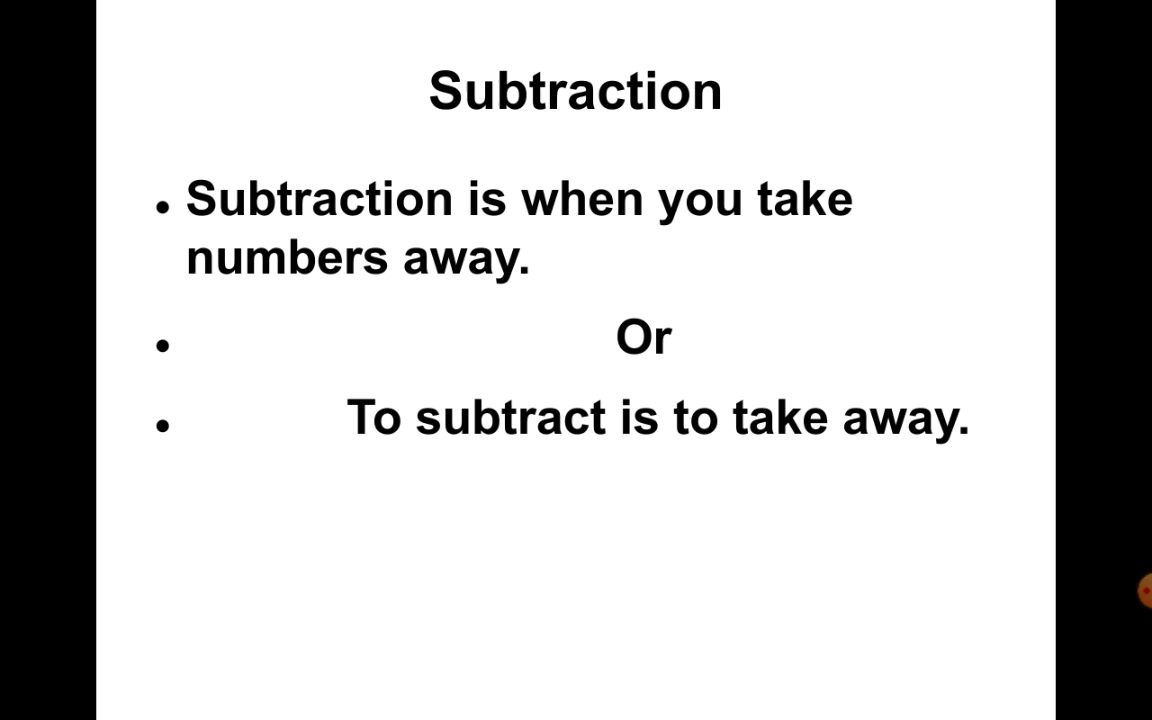 Subtraction
• Subtraction is when you take
numbers away.
• Or
• To subtract is to take away.